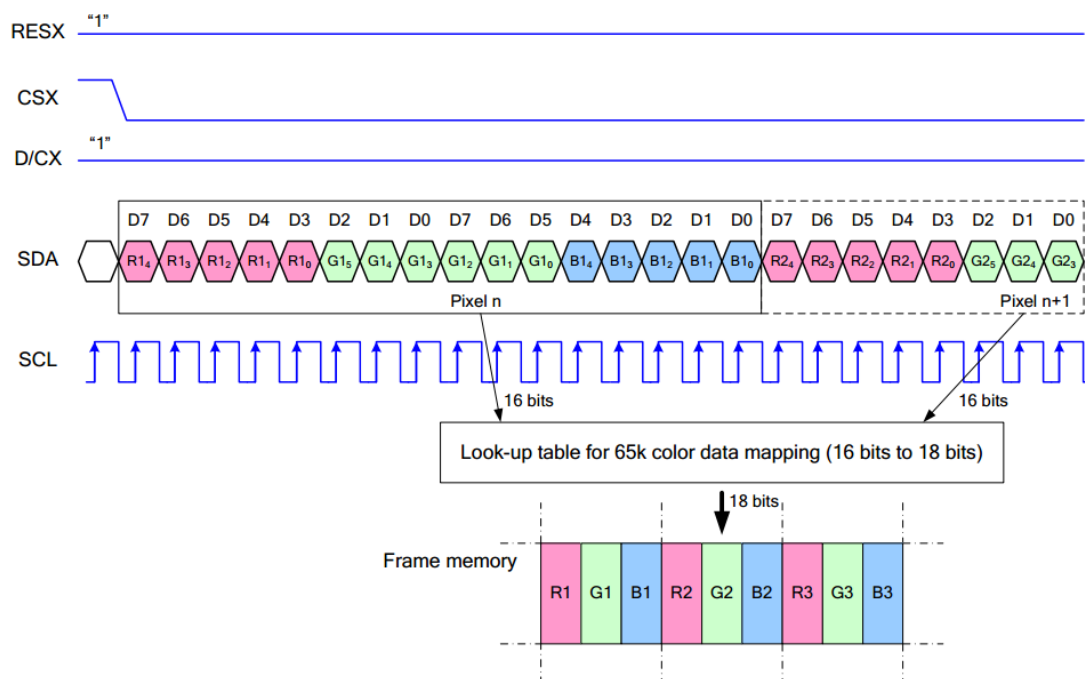 RESX “1”
CSX
D/CX “1”
D7 D6 D5 D4 D3 D2 D1 D0 D7 D6 D5 D4 D3 D2 D1 D0 D7 D6 D5 D4 D3 D2 D1 D0
SDA R1₄ R1₃ R1₂ R1₁ R1₀ G1₅ G1₄ G1₃ G1₂ G1₁ G1₀ B1₄ B1₃ B1₂ B1₁ B1₀ R2₄ R2₃ R2₂ R2₁ R2₀ G2₅ G2₄ G2₃
Pixel n Pixel n+1
SCL
16 bits 16 bits
Look-up table for 65k color data mapping (16 bits to 18 bits)
18 bits
Frame memory
R1 G1 B1 R2 G2 B2 R3 G3 B3